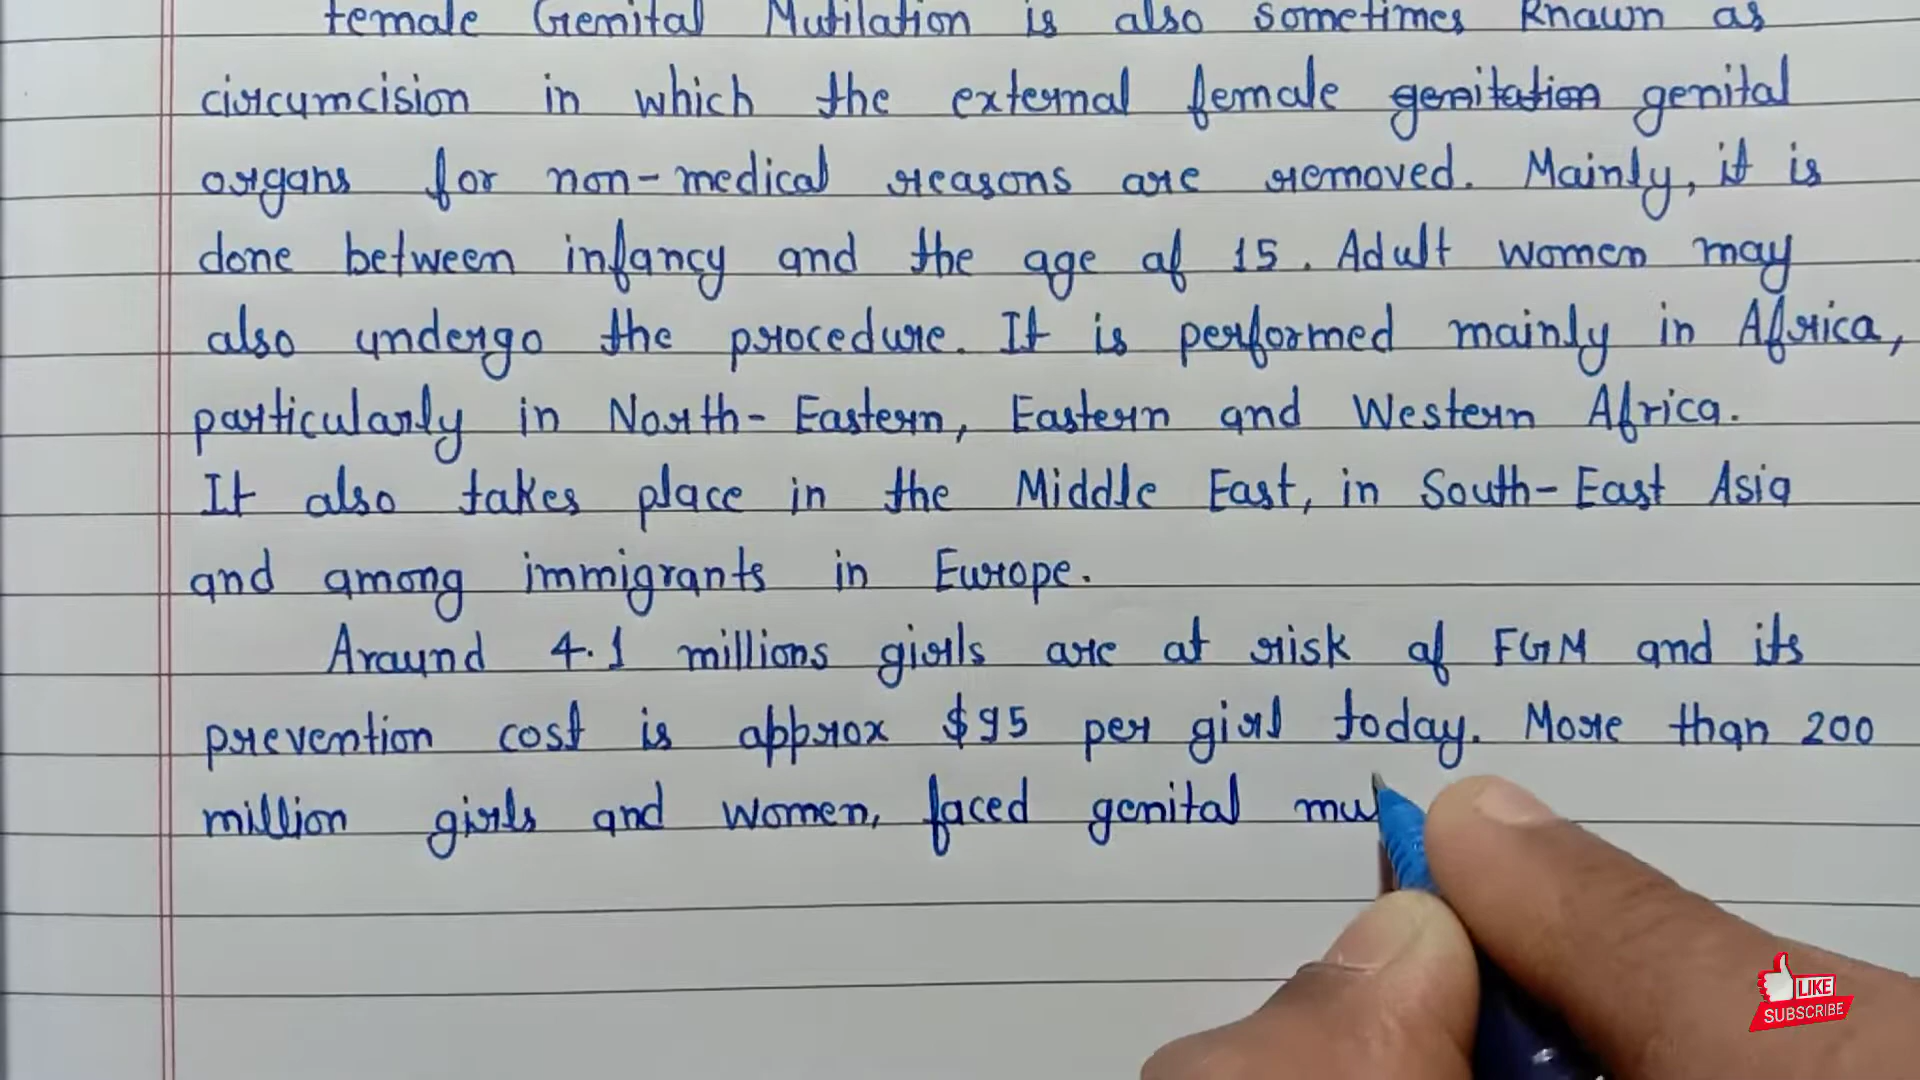 Female Genital Mutilation is also sometimes known as
circumcision in which the external female genitation genital
organs for non-medical reasons are removed. Mainly, it is
done between infancy and the age of 15. Adult women may
also undergo the procedure. It is performed mainly in Africa,
particularly in North-Eastern, Eastern and Western Africa.
It also takes place in the Middle East, in South-East Asia
and among immigrants in Europe.
Around 4.1 millions girls are at risk of FGM and its
prevention cost is approx $95 per girl today. More than 200
million girls and women, faced genital mu
LIKE
SUBSCRIBE